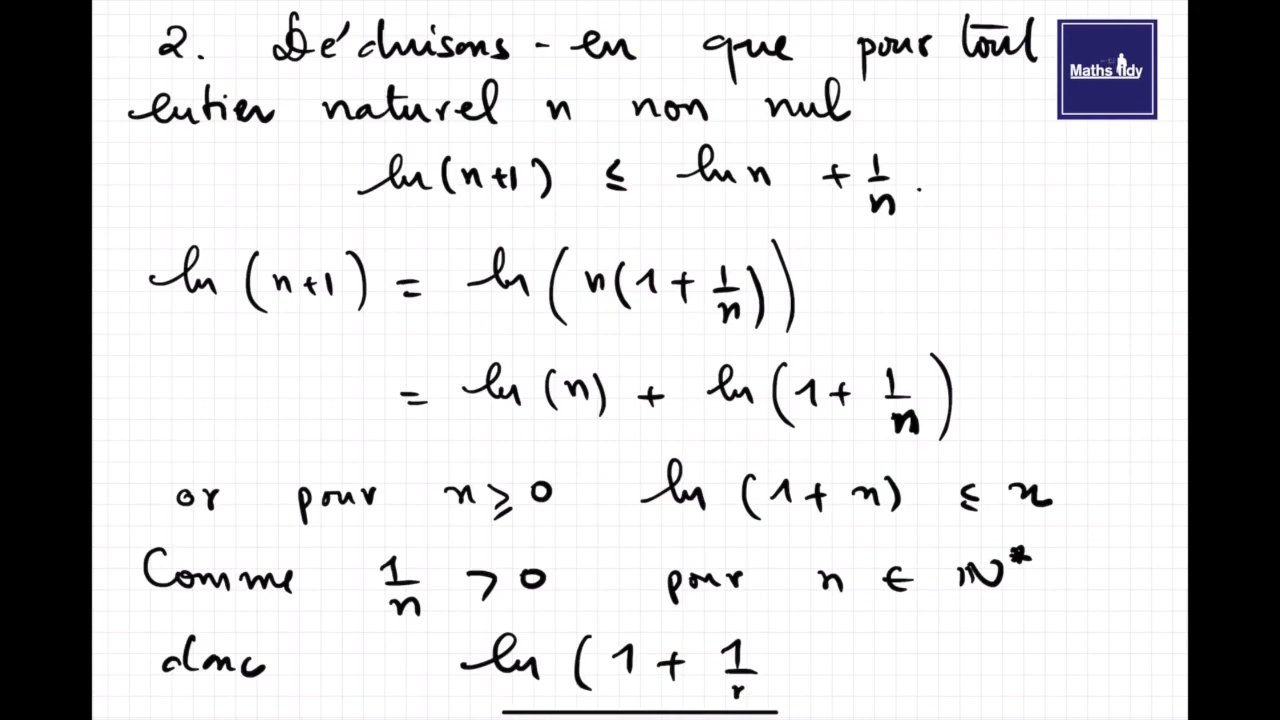 2. Déduisons-en que pour tout
Maths Tidy
entier naturel n non nul
ln(n+1) ≤ ln n + 1/n.
ln (n+1) = ln (n(1 + 1/n))
= ln (n) + ln (1 + 1/n)
or pour x ≥ 0 ln (1 + x) ≤ x
Comme 1/n > 0 pour n ∈ ℕ*
donc ln (1 + 1/